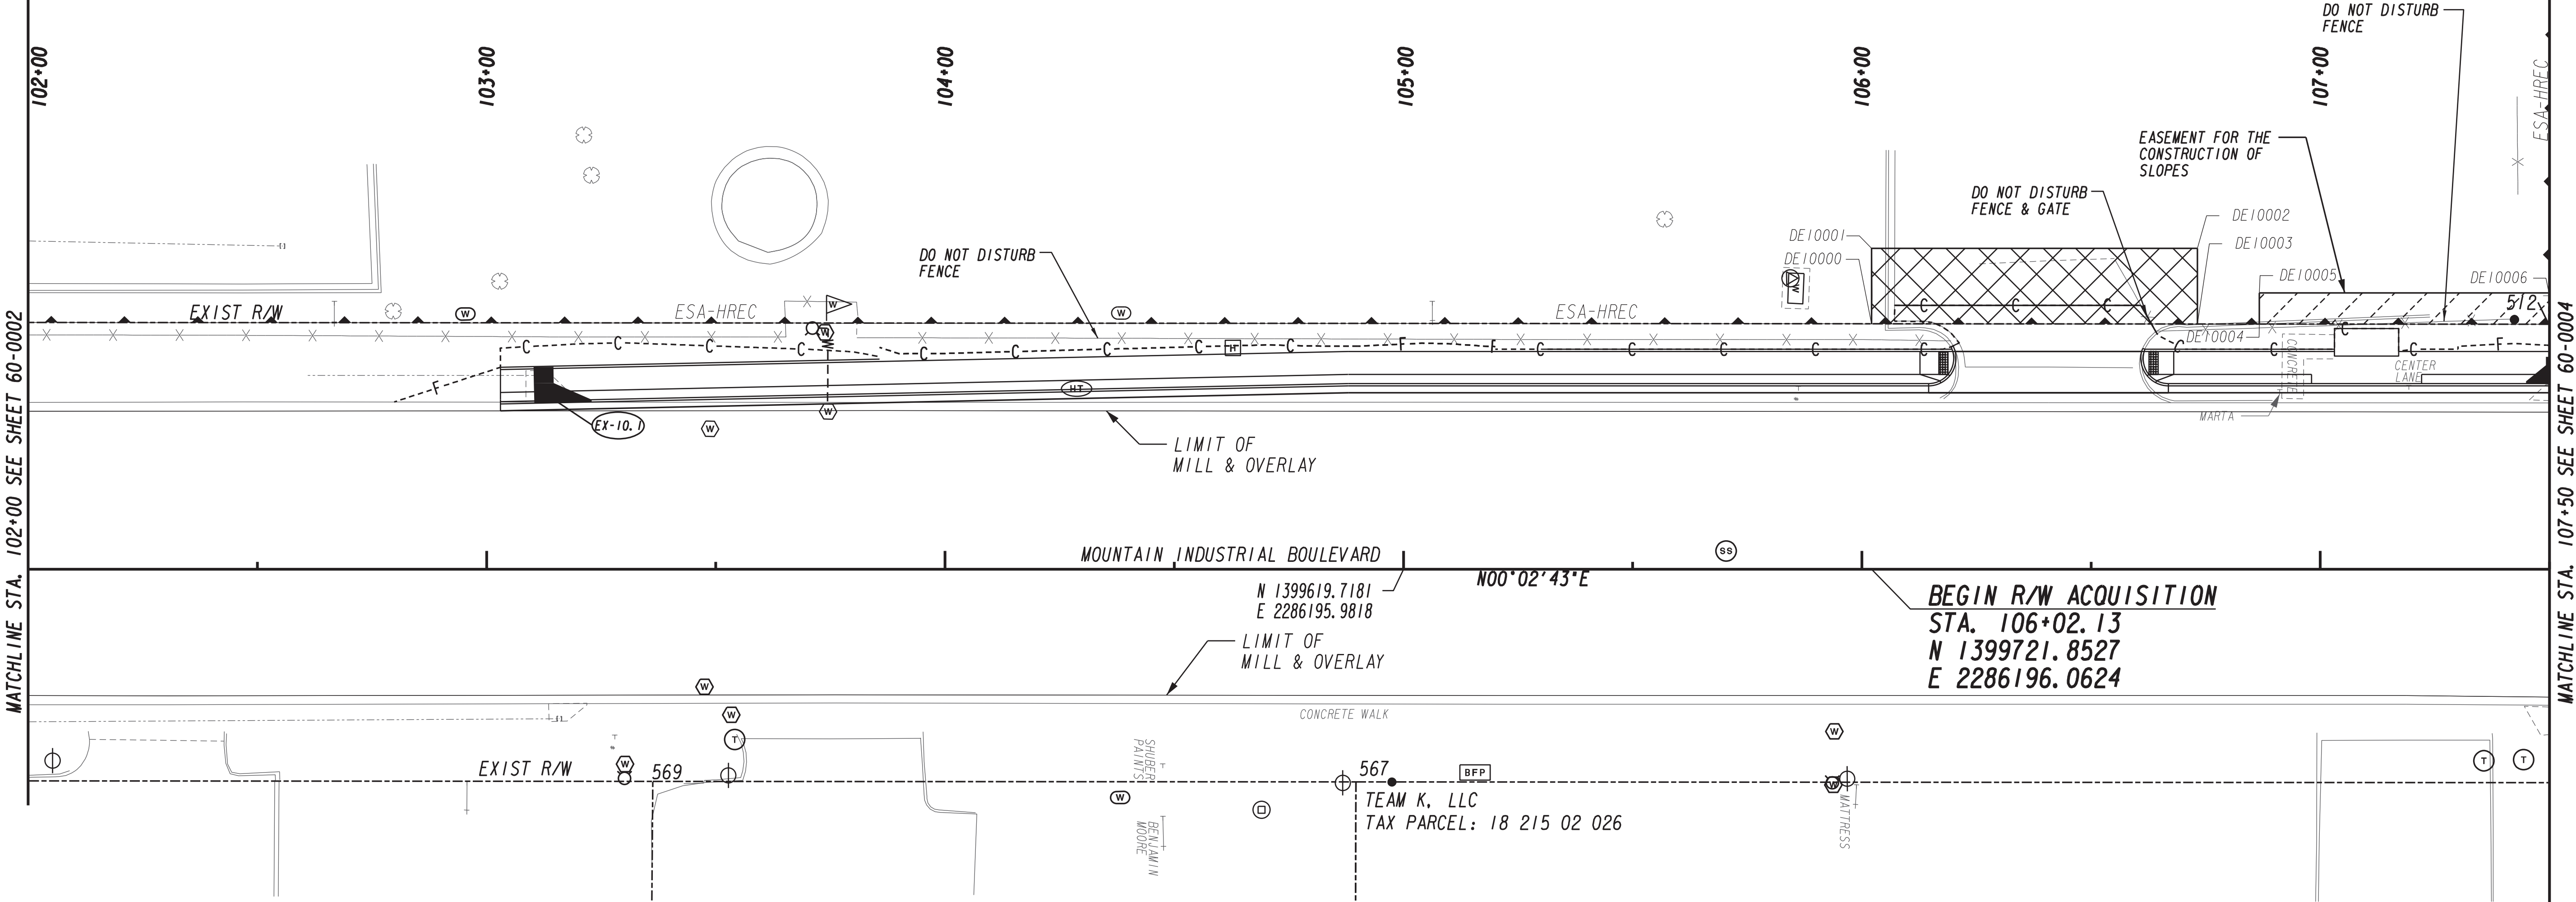 DO NOT DISTURB
FENCE
102+00
103+00
104+00
105+00
106+00
107+00
ESA-HREC
EASEMENT FOR THE
CONSTRUCTION OF
SLOPES
DO NOT DISTURB
FENCE & GATE
DE10002
DE10001
DE10003
DO NOT DISTURB
FENCE
DE10000
DE10005
DE10006
EXIST R/W
W
ESA-HREC
W
W
ESA-HREC
W
512
W
W
C
C
C
C
C
C
C
C
C
H
C
F
F
C
C
C
C
C
C
C
C
C
DE10004
C
C
C
C
F
CONCRETE
CENTER
LANE
F
HT
MARTA
EX-10.1
W
W
LIMIT OF
MILL & OVERLAY
MATCHLINE STA. 102+00 SEE SHEET 60-0002
MATCHLINE STA. 107+50 SEE SHEET 60-0004
MOUNTAIN INDUSTRIAL BOULEVARD
SS
N 1399619.7181
E 2286195.9818
N00°02'43"E
BEGIN R/W ACQUISITION
STA. 106+02.13
N 1399721.8527
E 2286196.0624
LIMIT OF
MILL & OVERLAY
W
W
CONCRETE WALK
T
W
T
T
SHUBER
PAINTS
EXIST R/W
W
569
567
BFP
W
W
TEAM K, LLC
TAX PARCEL: 18 215 02 026
BENJAMIN
MOORE
MATTRESS